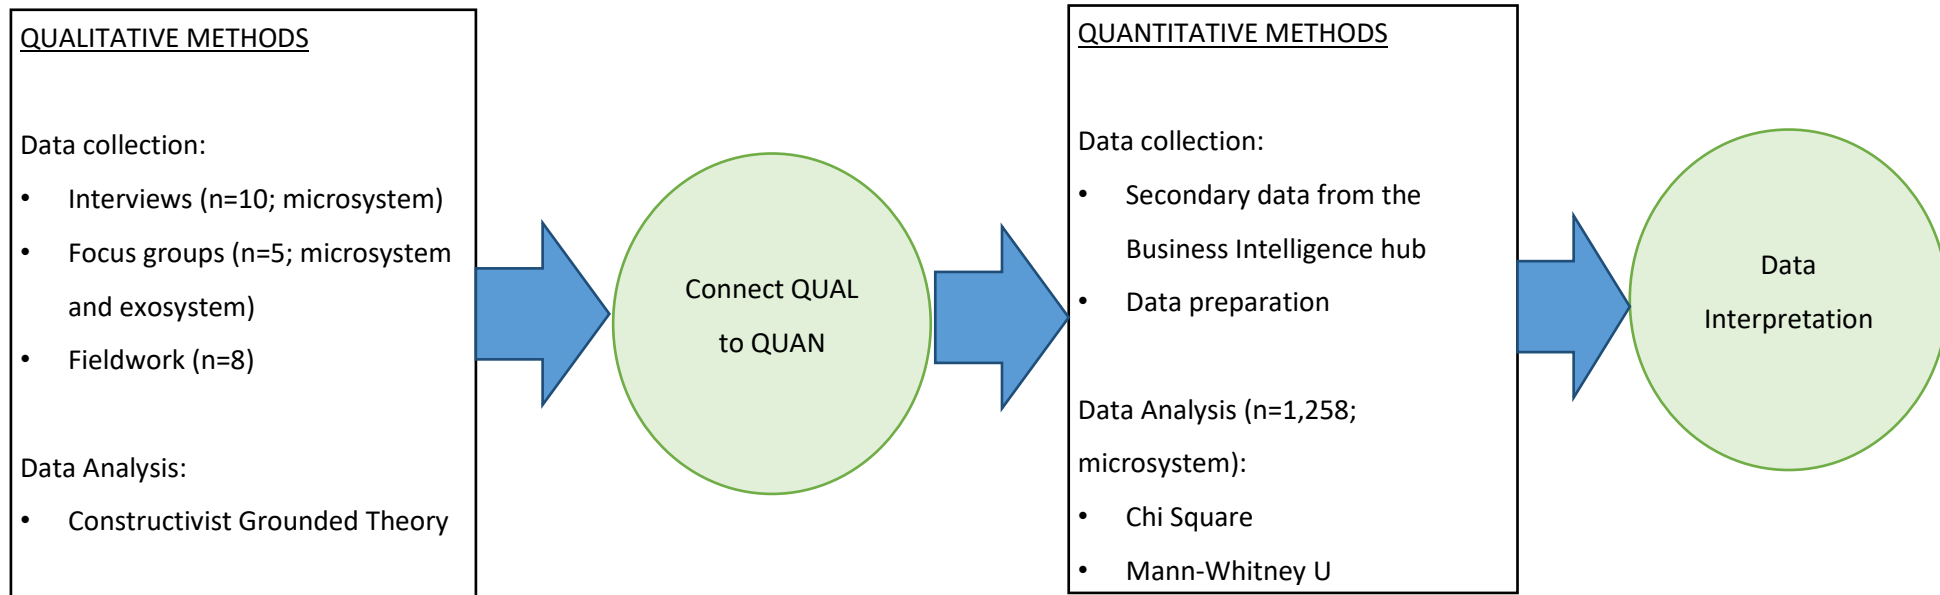 QUALITATIVE METHODS
Data collection:
• Interviews (n=10; microsystem)
• Focus groups (n=5; microsystem
and exosystem)
• Fieldwork (n=8)
Data Analysis:
• Constructivist Grounded Theory
Connect QUAL
to QUAN
QUANTITATIVE METHODS
Data collection:
• Secondary data from the
Business Intelligence hub
• Data preparation
Data Analysis (n=1,258;
microsystem):
• Chi Square
• Mann-Whitney U
Data
Interpretation